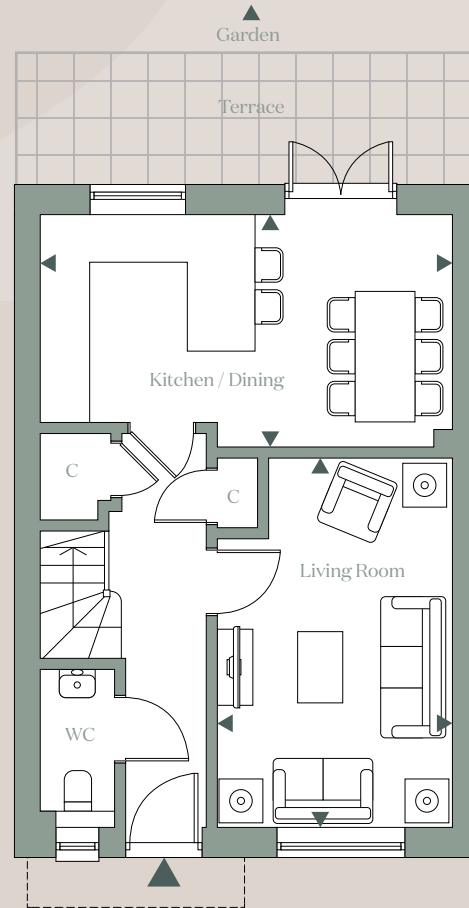 Garden
Terrace
Kitchen / Dining
C
C
Living Room
WC